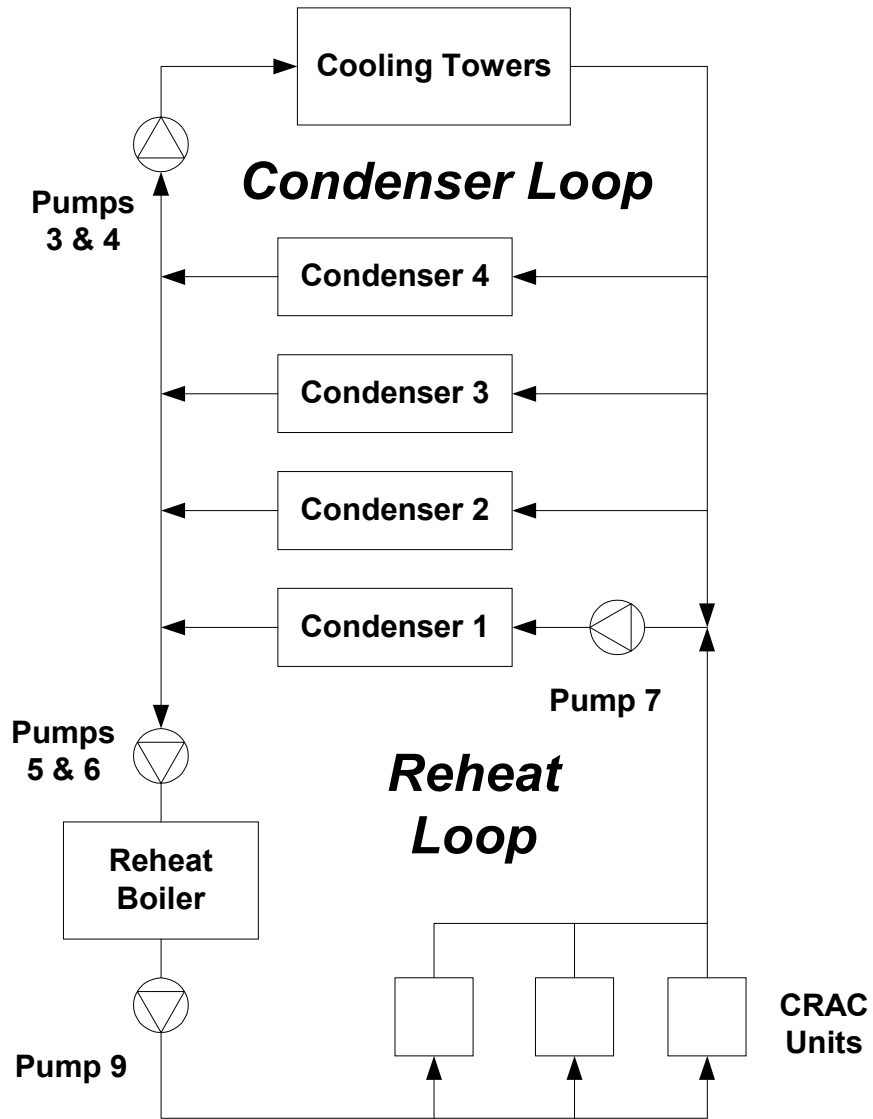 Cooling Towers
Condenser Loop
Pumps
3 & 4
Condenser 4
Condenser 3
Condenser 2
Condenser 1
Pump 7
Pumps
5 & 6
Reheat
Loop
Reheat
Boiler
CRAC
Units
Pump 9